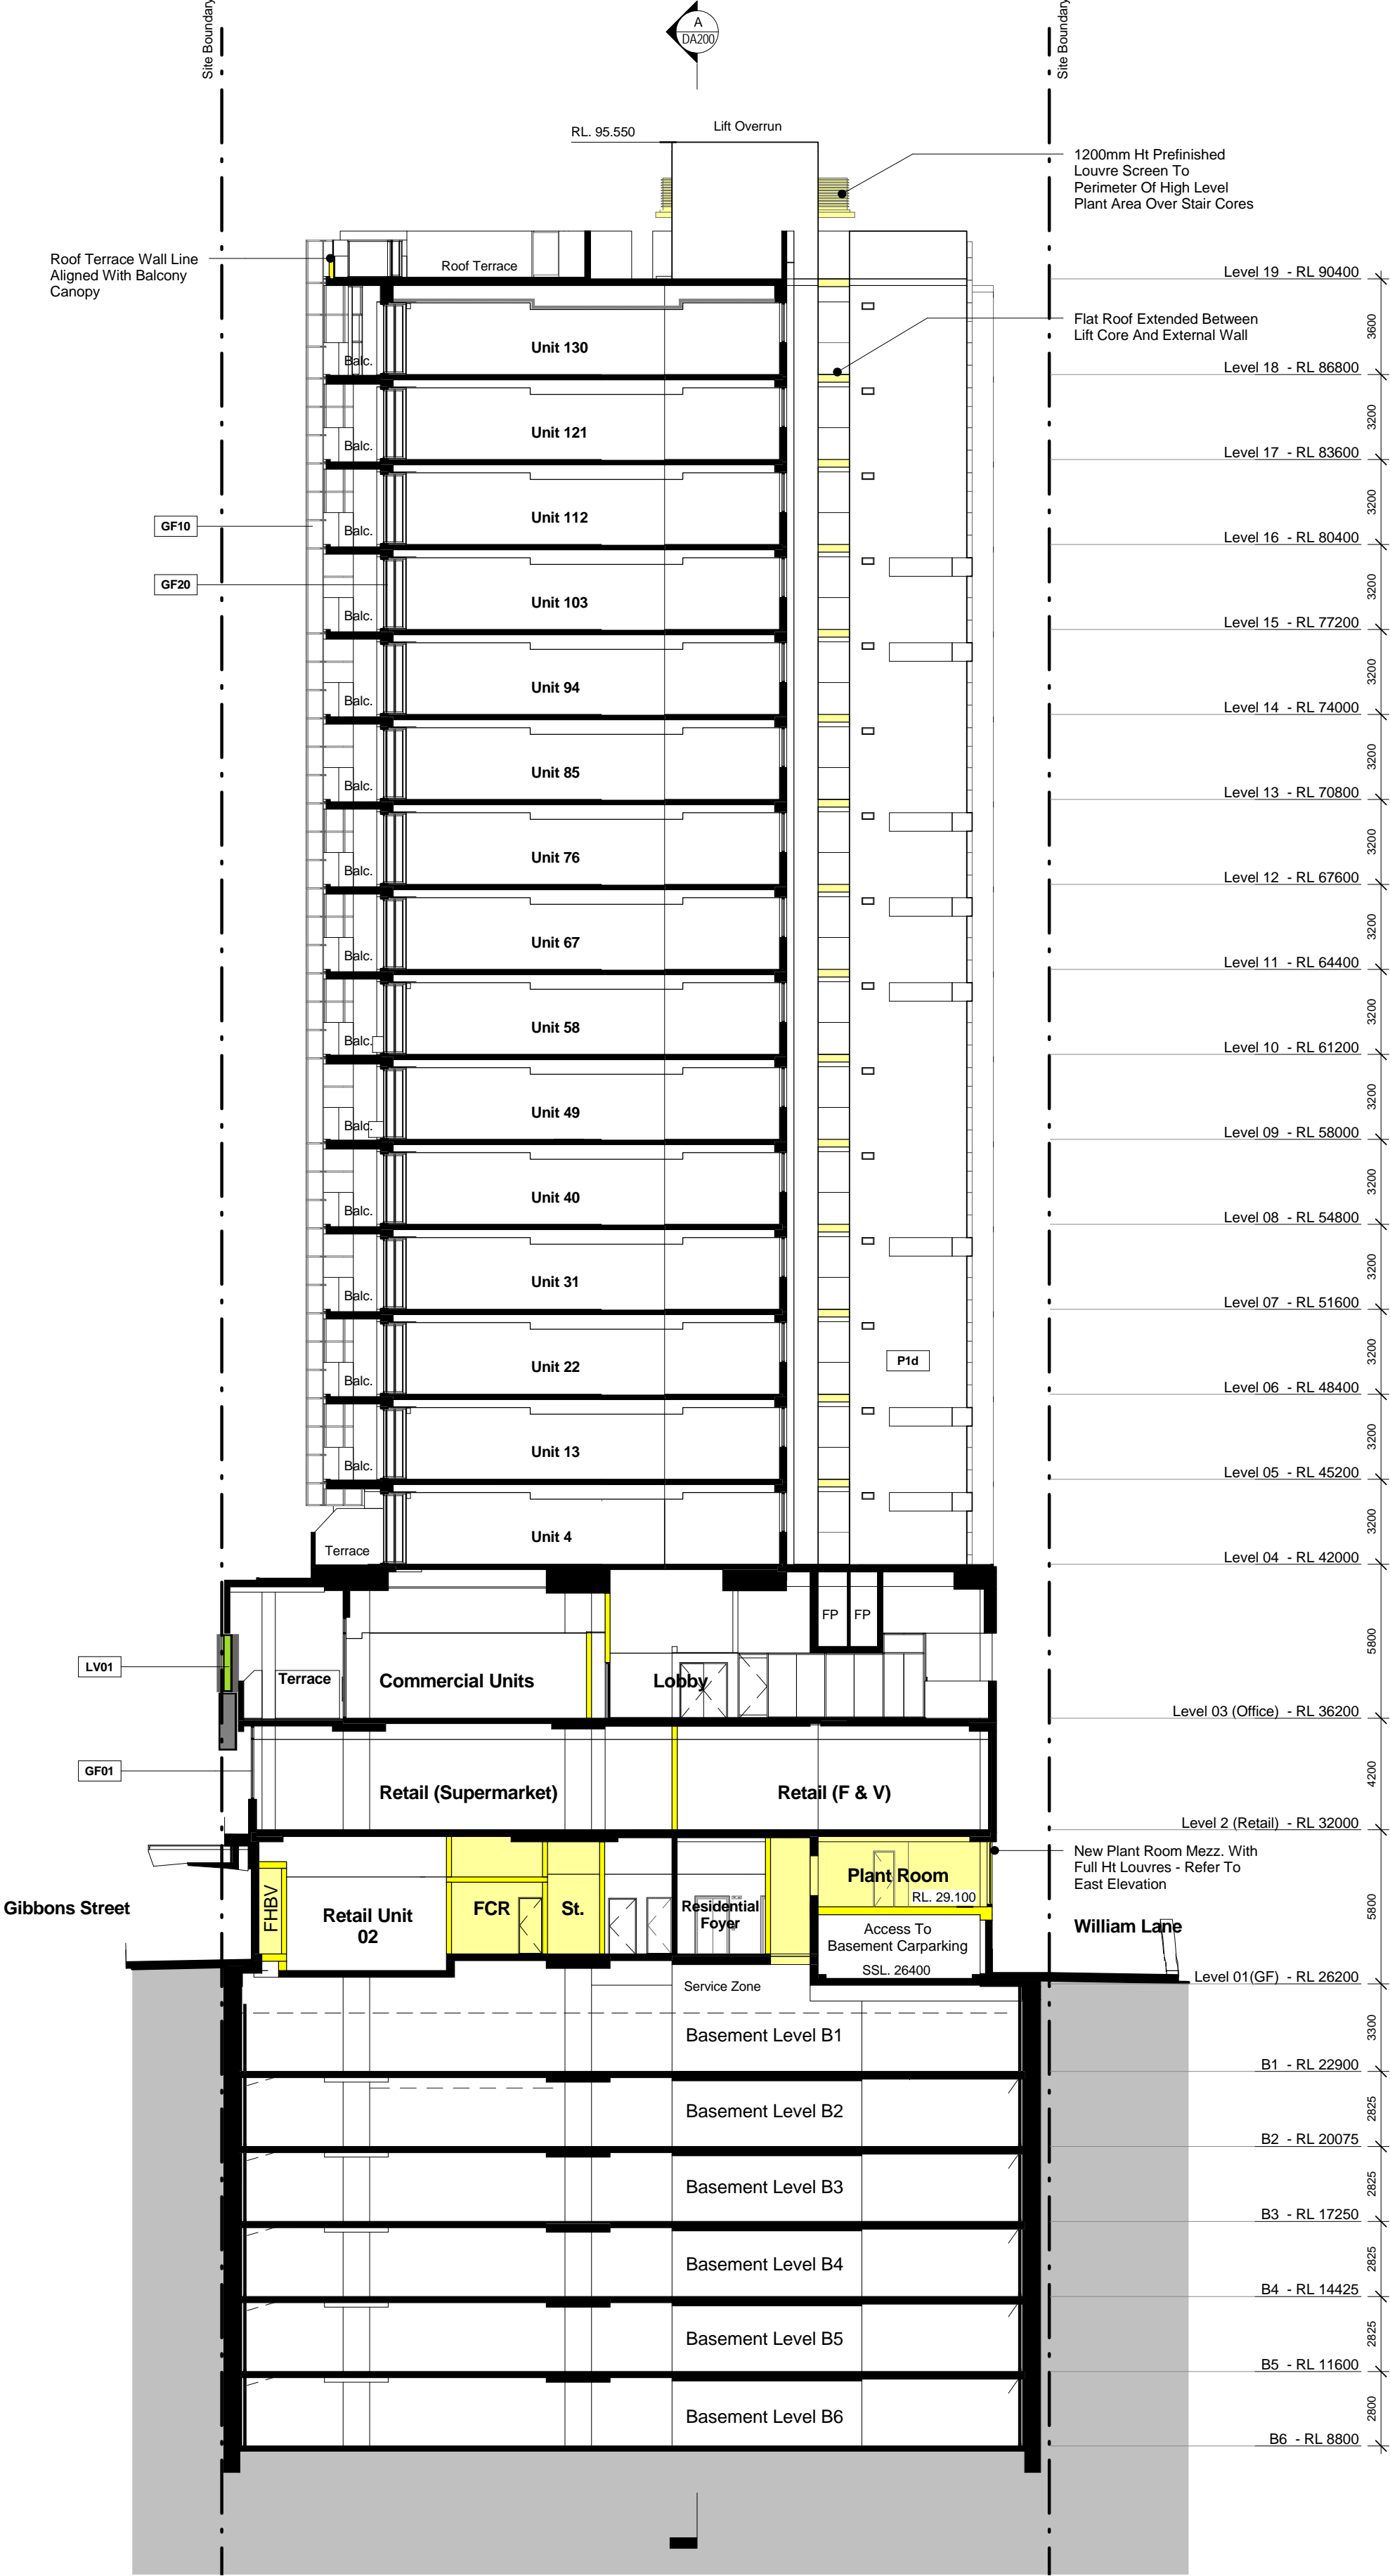 Site Boundary
Site Boundary
A
DA200
RL. 95.550
Lift Overrun
1200mm Ht Prefinished
Louvre Screen To
Perimeter Of High Level
Plant Area Over Stair Cores
Roof Terrace Wall Line
Aligned With Balcony
Canopy
Roof Terrace
Level 19 - RL 90400
3600
Flat Roof Extended Between
Lift Core And External Wall
Unit 130
Balc.
Level 18 - RL 86800
3200
Unit 121
Balc.
Level 17 - RL 83600
3200
GF10
Unit 112
Balc.
Level 16 - RL 80400
3200
GF20
Unit 103
Balc.
Level 15 - RL 77200
3200
Unit 94
Balc.
Level 14 - RL 74000
3200
Unit 85
Balc.
Level 13 - RL 70800
3200
Unit 76
Balc.
Level 12 - RL 67600
3200
Unit 67
Balc.
Level 11 - RL 64400
3200
Unit 58
Balc.
Level 10 - RL 61200
3200
Unit 49
Balc.
Level 09 - RL 58000
3200
Unit 40
Balc.
Level 08 - RL 54800
3200
Unit 31
Balc.
Level 07 - RL 51600
3200
P1d
Unit 22
Balc.
Level 06 - RL 48400
3200
Unit 13
Balc.
Level 05 - RL 45200
3200
Unit 4
Terrace
Level 04 - RL 42000
FP
FP
5800
LV01
Terrace
Commercial Units
Lobby
Level 03 (Office) - RL 36200
GF01
4200
Retail (Supermarket)
Retail (F & V)
Level 2 (Retail) - RL 32000
New Plant Room Mezz. With
Full Ht Louvres - Refer To
East Elevation
Plant Room
RL. 29.100
5800
Gibbons Street
FHBV
Retail Unit
02
FCR
St.
Residential
Foyer
Access To
Basement Carparking
SSL. 26400
William Lane
Level 01(GF) - RL 26200
Service Zone
3300
Basement Level B1
B1 - RL 22900
2825
Basement Level B2
B2 - RL 20075
2825
Basement Level B3
B3 - RL 17250
2825
Basement Level B4
B4 - RL 14425
2825
Basement Level B5
B5 - RL 11600
2800
Basement Level B6
B6 - RL 8800